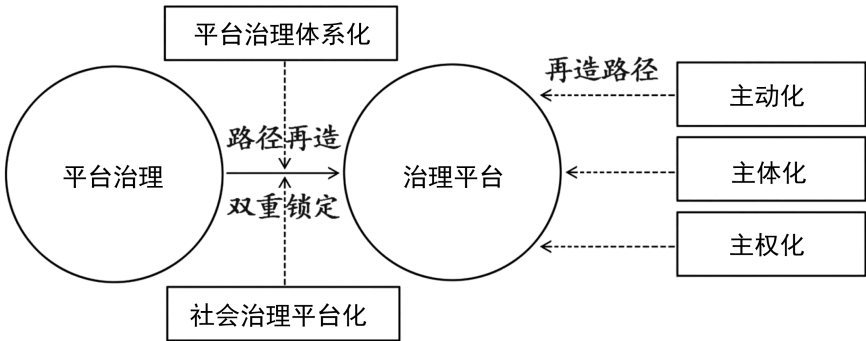 平台治理体系化
再造路径
主动化
路径再造
平台治理
治理平台
主体化
双重锁定
主权化
社会治理平台化